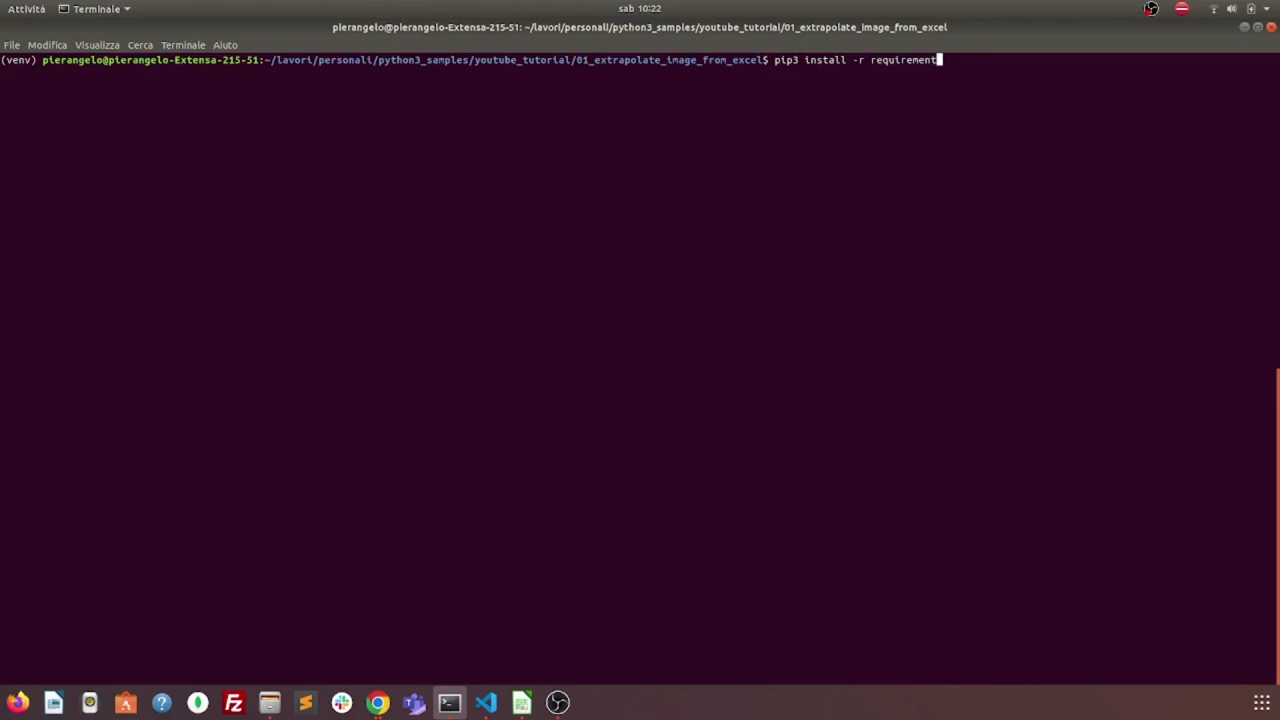 Attività Terminale sab 10:22
pierangelo@pierangelo-Extensa-215-51: ~/lavori/personali/python3_samples/youtube_tutorial/01_extrapolate_image_from_excel
File Modifica Visualizza Cerca Terminale Aiuto
(venv) pierangelo@pierangelo-Extensa-215-51:~/lavori/personali/python3_samples/youtube_tutorial/01_extrapolate_image_from_excel$ pip3 install -r requirement